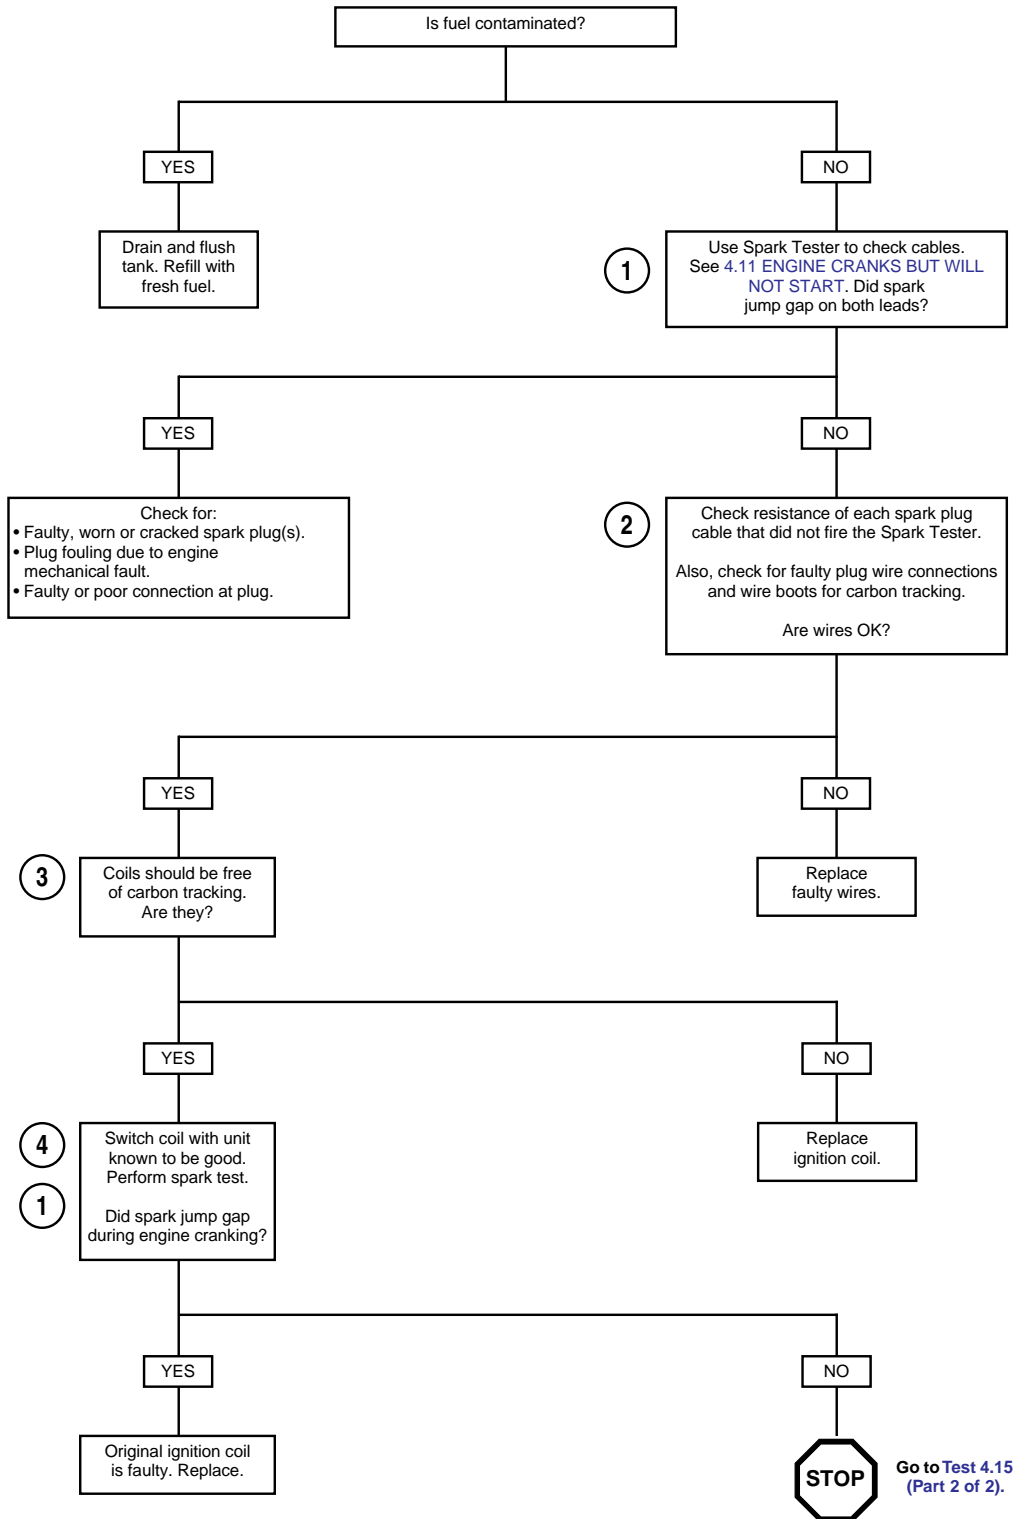 Is fuel contaminated?
YES
NO
Drain and flush
tank. Refill with
fresh fuel.
1
Use Spark Tester to check cables.
See 4.11 ENGINE CRANKS BUT WILL
NOT START. Did spark
jump gap on both leads?
YES
NO
Check for:
• Faulty, worn or cracked spark plug(s).
• Plug fouling due to engine
mechanical fault.
• Faulty or poor connection at plug.
2
Check resistance of each spark plug
cable that did not fire the Spark Tester.
Also, check for faulty plug wire connections
and wire boots for carbon tracking.
Are wires OK?
YES
NO
3
Coils should be free
of carbon tracking.
Are they?
Replace
faulty wires.
YES
NO
4
1
Switch coil with unit
known to be good.
Perform spark test.
Did spark jump gap
during engine cranking?
Replace
ignition coil.
YES
NO
Original ignition coil
is faulty. Replace.
STOP
Go to Test 4.15
(Part 2 of 2).